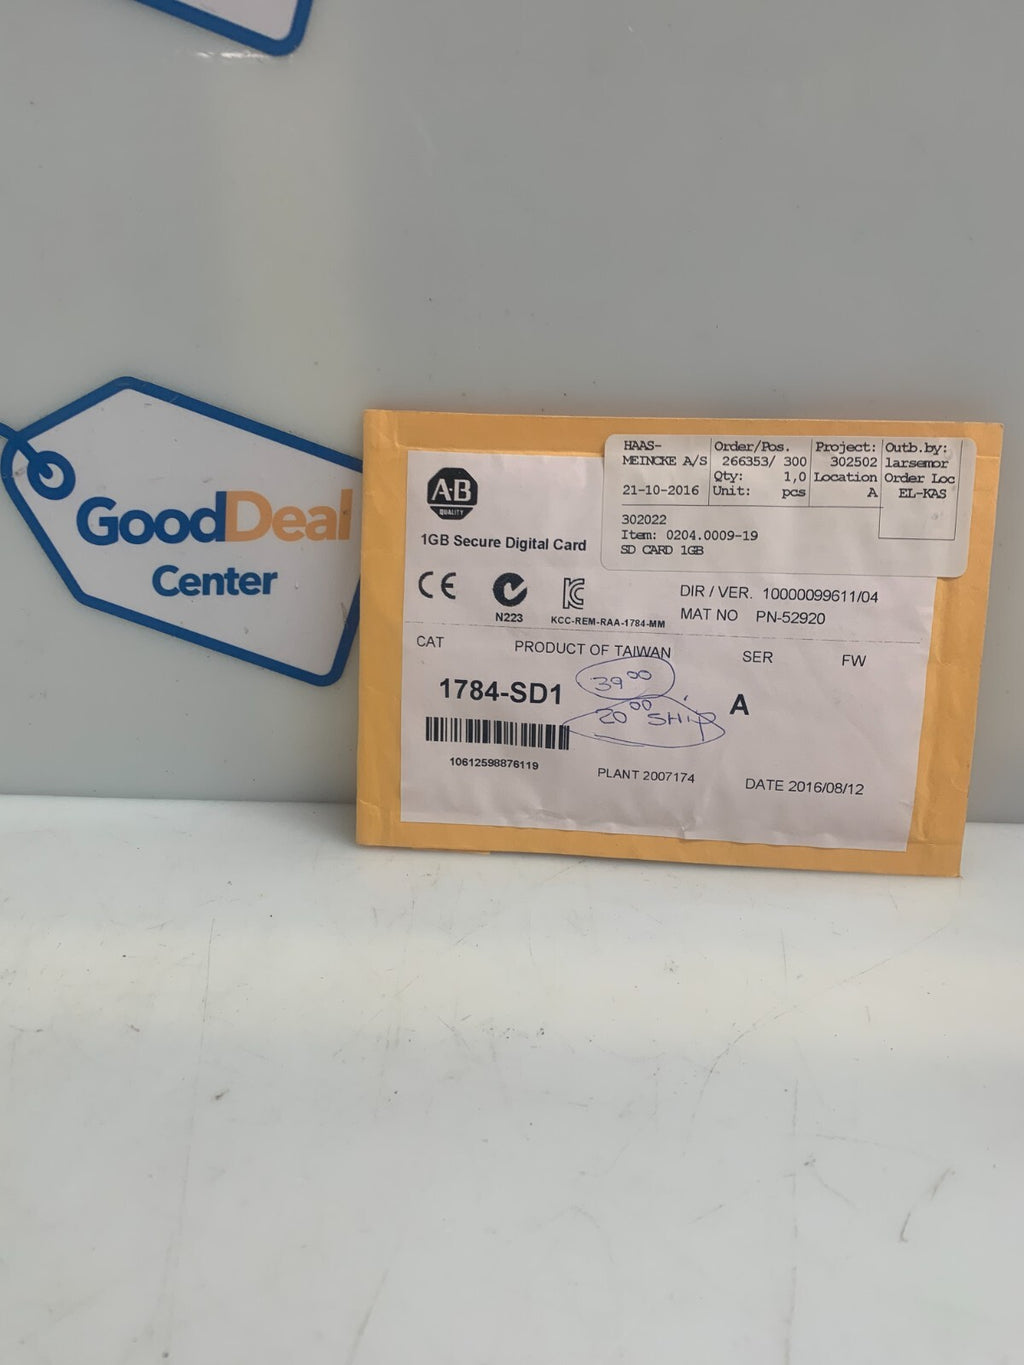 GoodDeal
Center
HAAS-
MEINCKE A/S
21-10-2016
Order/Pos.
266353/ 300
Qty: 1,0
Unit: pcs
Project:
302502
Location
A
Outb.by:
larsemor
Order Loc
EL-KAS
302022
Item: 0204.0009-19
SD CARD 1GB
A-B
QUALITY
1GB Secure Digital Card
CE
N223
KCC-REM-RAA-1784-MM
DIR / VER. 10000099611/04
MAT NO PN-52920
CAT
PRODUCT OF TAIWAN
SER
FW
1784-SD1
39 00
20 00 SHIP
A
10612598876119
PLANT 2007174
DATE 2016/08/12